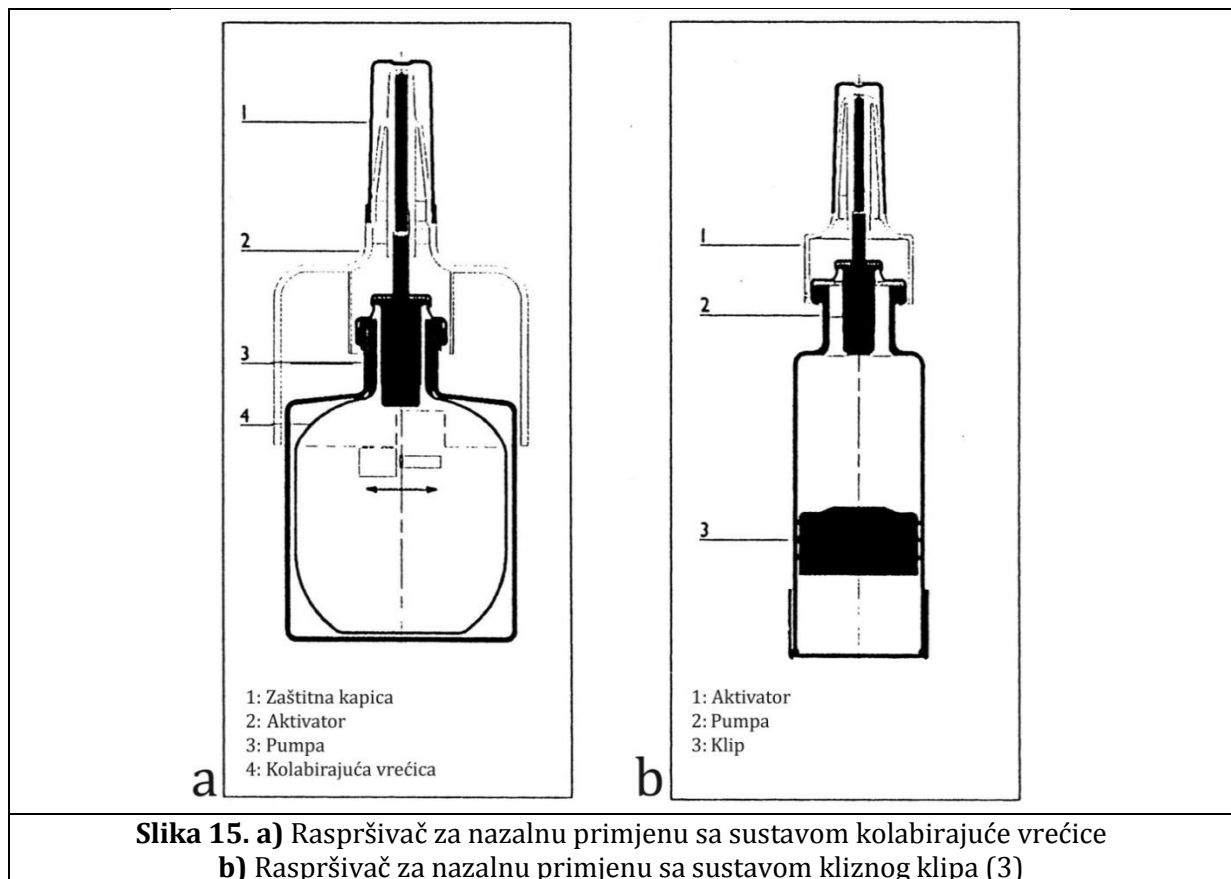 1
2
3
4
1: Zaštitna kapica
2: Aktivator
3: Pumpa
4: Kolabirajuća vrećica
a
1
2
3
1: Aktivator
2: Pumpa
3: Klip
b
Slika 15. a) Raspršivač za nazalnu primjenu sa sustavom kolabirajuće vrećice
b) Raspršivač za nazalnu primjenu sa sustavom kliznog klipa (3)